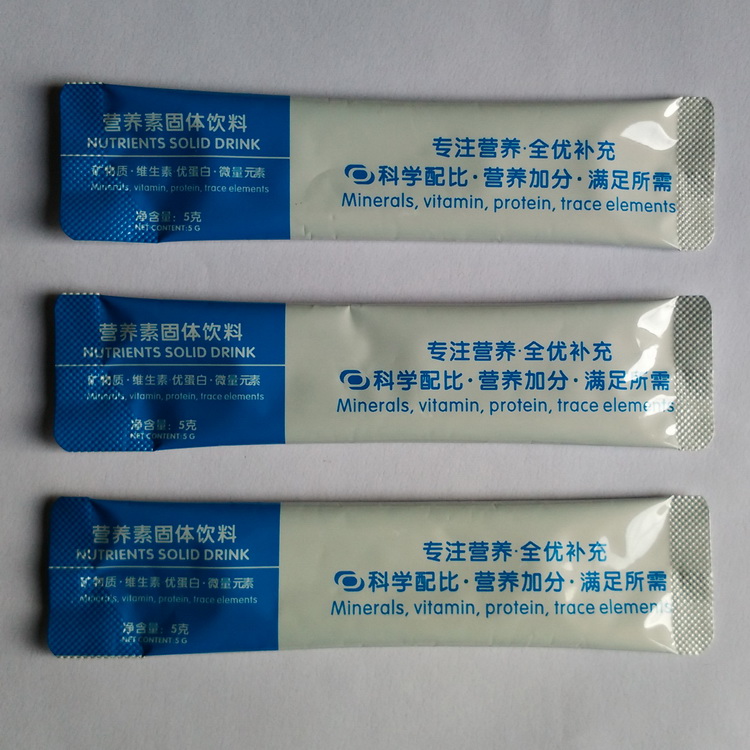 营养素固体饮料
NUTRIENTS SOLID DRINK
矿物质·维生素 优蛋白·微量元素
Minerals, vitamin, protein, trace elements
净含量：5克
NET CONTENT:5 G
专注营养·全优补充
科学配比·营养加分·满足所需
Minerals, vitamin, protein, trace elements
营养素固体饮料
NUTRIENTS SOLID DRINK
矿物质·维生素 优蛋白·微量元素
Minerals, vitamin, protein, trace elements
净含量：5克
NET CONTENT:5 G
专注营养·全优补充
科学配比·营养加分·满足所需
Minerals, vitamin, protein, trace elements
营养素固体饮料
NUTRIENTS SOLID DRINK
矿物质·维生素 优蛋白·微量元素
Minerals, vitamin, protein, trace elements
净含量：5克
NET CONTENT:5 G
专注营养·全优补充
科学配比·营养加分·满足所需
Minerals, vitamin, protein, trace elements